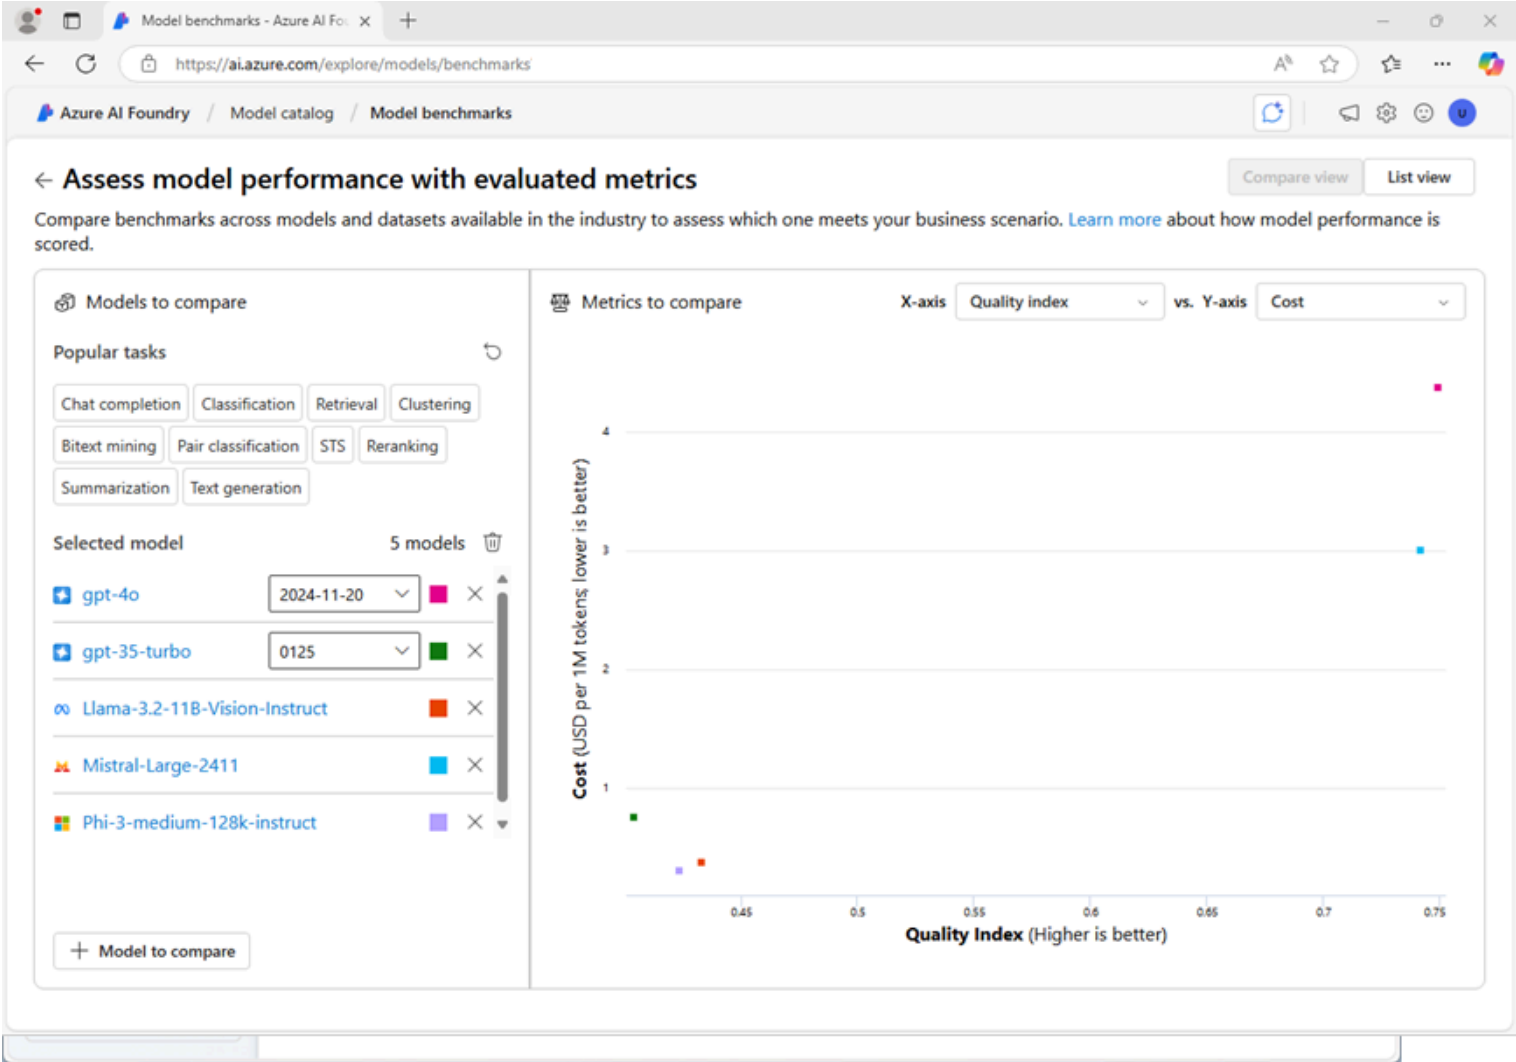 Model benchmarks - Azure AI Fo
https://ai.azure.com/explore/models/benchmarks
Azure AI Foundry / Model catalog / Model benchmarks
U
Assess model performance with evaluated metrics
Compare view
List view
Compare benchmarks across models and datasets available in the industry to assess which one meets your business scenario. Learn more about how model performance is
scored.
Models to compare
Popular tasks
Chat completion Classification Retrieval Clustering
Bitext mining Pair classification STS Reranking
Summarization Text generation
Selected model 5 models
gpt-4o 2024-11-20
gpt-35-turbo 0125
Llama-3.2-11B-Vision-Instruct
Mistral-Large-2411
Phi-3-medium-128k-instruct
+ Model to compare
Metrics to compare X-axis Quality index vs. Y-axis Cost
Cost (USD per 1M tokens; lower is better)
4
3
2
1
0.45 0.5 0.55 0.6 0.65 0.7 0.75
Quality Index (Higher is better)